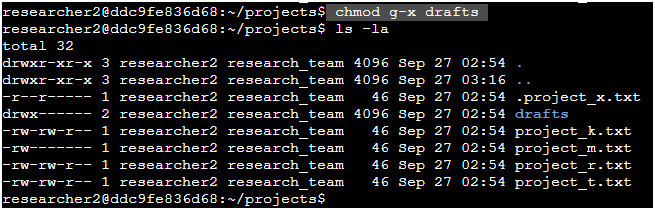 researcher2@ddc9fe836d68:~/projects$ chmod g-x drafts
researcher2@ddc9fe836d68:~/projects$ ls -la
total 32
drwxr-xr-x 3 researcher2 research_team 4096 Sep 27 02:54 .
drwxr-xr-x 3 researcher2 research_team 4096 Sep 27 03:16 ..
-r--r----- 1 researcher2 research_team   46 Sep 27 02:54 .project_x.txt
drwx------ 2 researcher2 research_team 4096 Sep 27 02:54 drafts
-rw-rw-r-- 1 researcher2 research_team   46 Sep 27 02:54 project_k.txt
-rw------- 1 researcher2 research_team   46 Sep 27 02:54 project_m.txt
-rw-rw-r-- 1 researcher2 research_team   46 Sep 27 02:54 project_r.txt
-rw-rw-r-- 1 researcher2 research_team   46 Sep 27 02:54 project_t.txt
researcher2@ddc9fe836d68:~/projects$